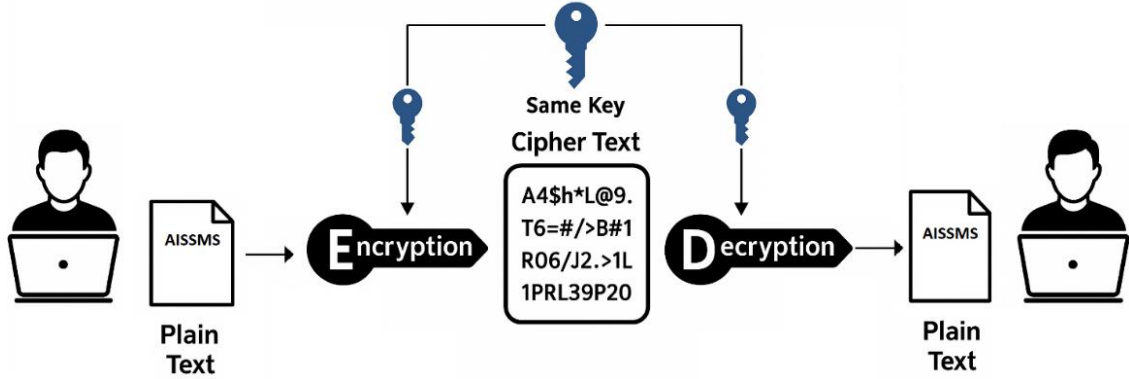 Same Key
Cipher Text
AISSMS
Plain
Text
Encryption
A4$h*L@9.
T6=#/>B#1
R06/J2.>1L
1PRL39P20
Decryption
AISSMS
Plain
Text